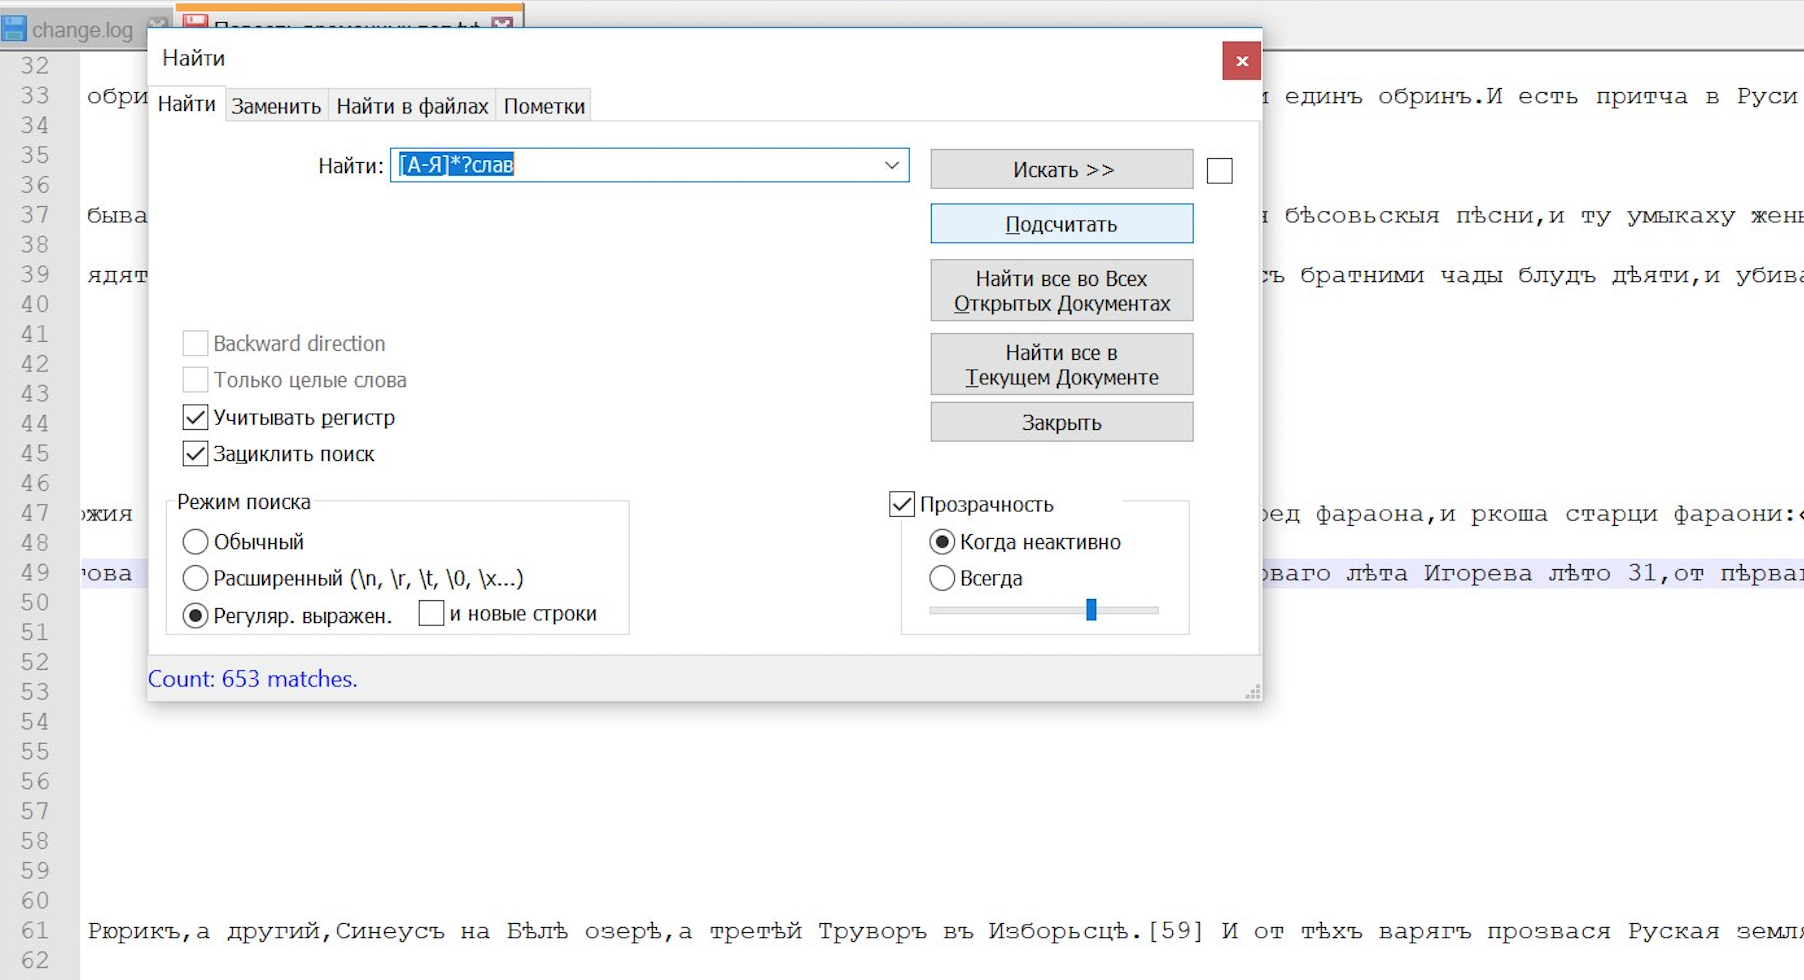 change.log
Найти
Найти Заменить Найти в файлах Пометки
Найти: [А-Я]*?слав
Искать >>
Подсчитать
Найти все во Всех
Открытых Документах
Найти все в
Текущем Документе
Закрыть
Backward direction
Только целые слова
Учитывать регистр
Зациклить поиск
Режим поиска
Обычный
Расширенный (\n, \r, \t, \0, \x...)
Регуляр. выражен. и новые строки
Прозрачность
Когда неактивно
Всегда
Count: 653 matches.
32
33 обри единъ обринъ.И есть притча в Руси
34
35
36
37 быва бѣсовьскыя пѣсни,и ту умыкаху жены
38
39 ядят братними чады блудъ дѣяти,и убива
40
41
42
43
44
45
46
47 ожия ред фараона,и ркоша старци фараони:
48
49 ова рваго лѣта Игорева лѣто 31,от пѣрваг
50
51
52
53
54
55
56
57
58
59
60
61 Рюрикъ,а другий,Синеусъ на Бѣлѣ озерѣ,а третѣй Труворъ въ Изборьсцѣ.[59] И от тѣхъ варягъ прозвася Руская земля
62